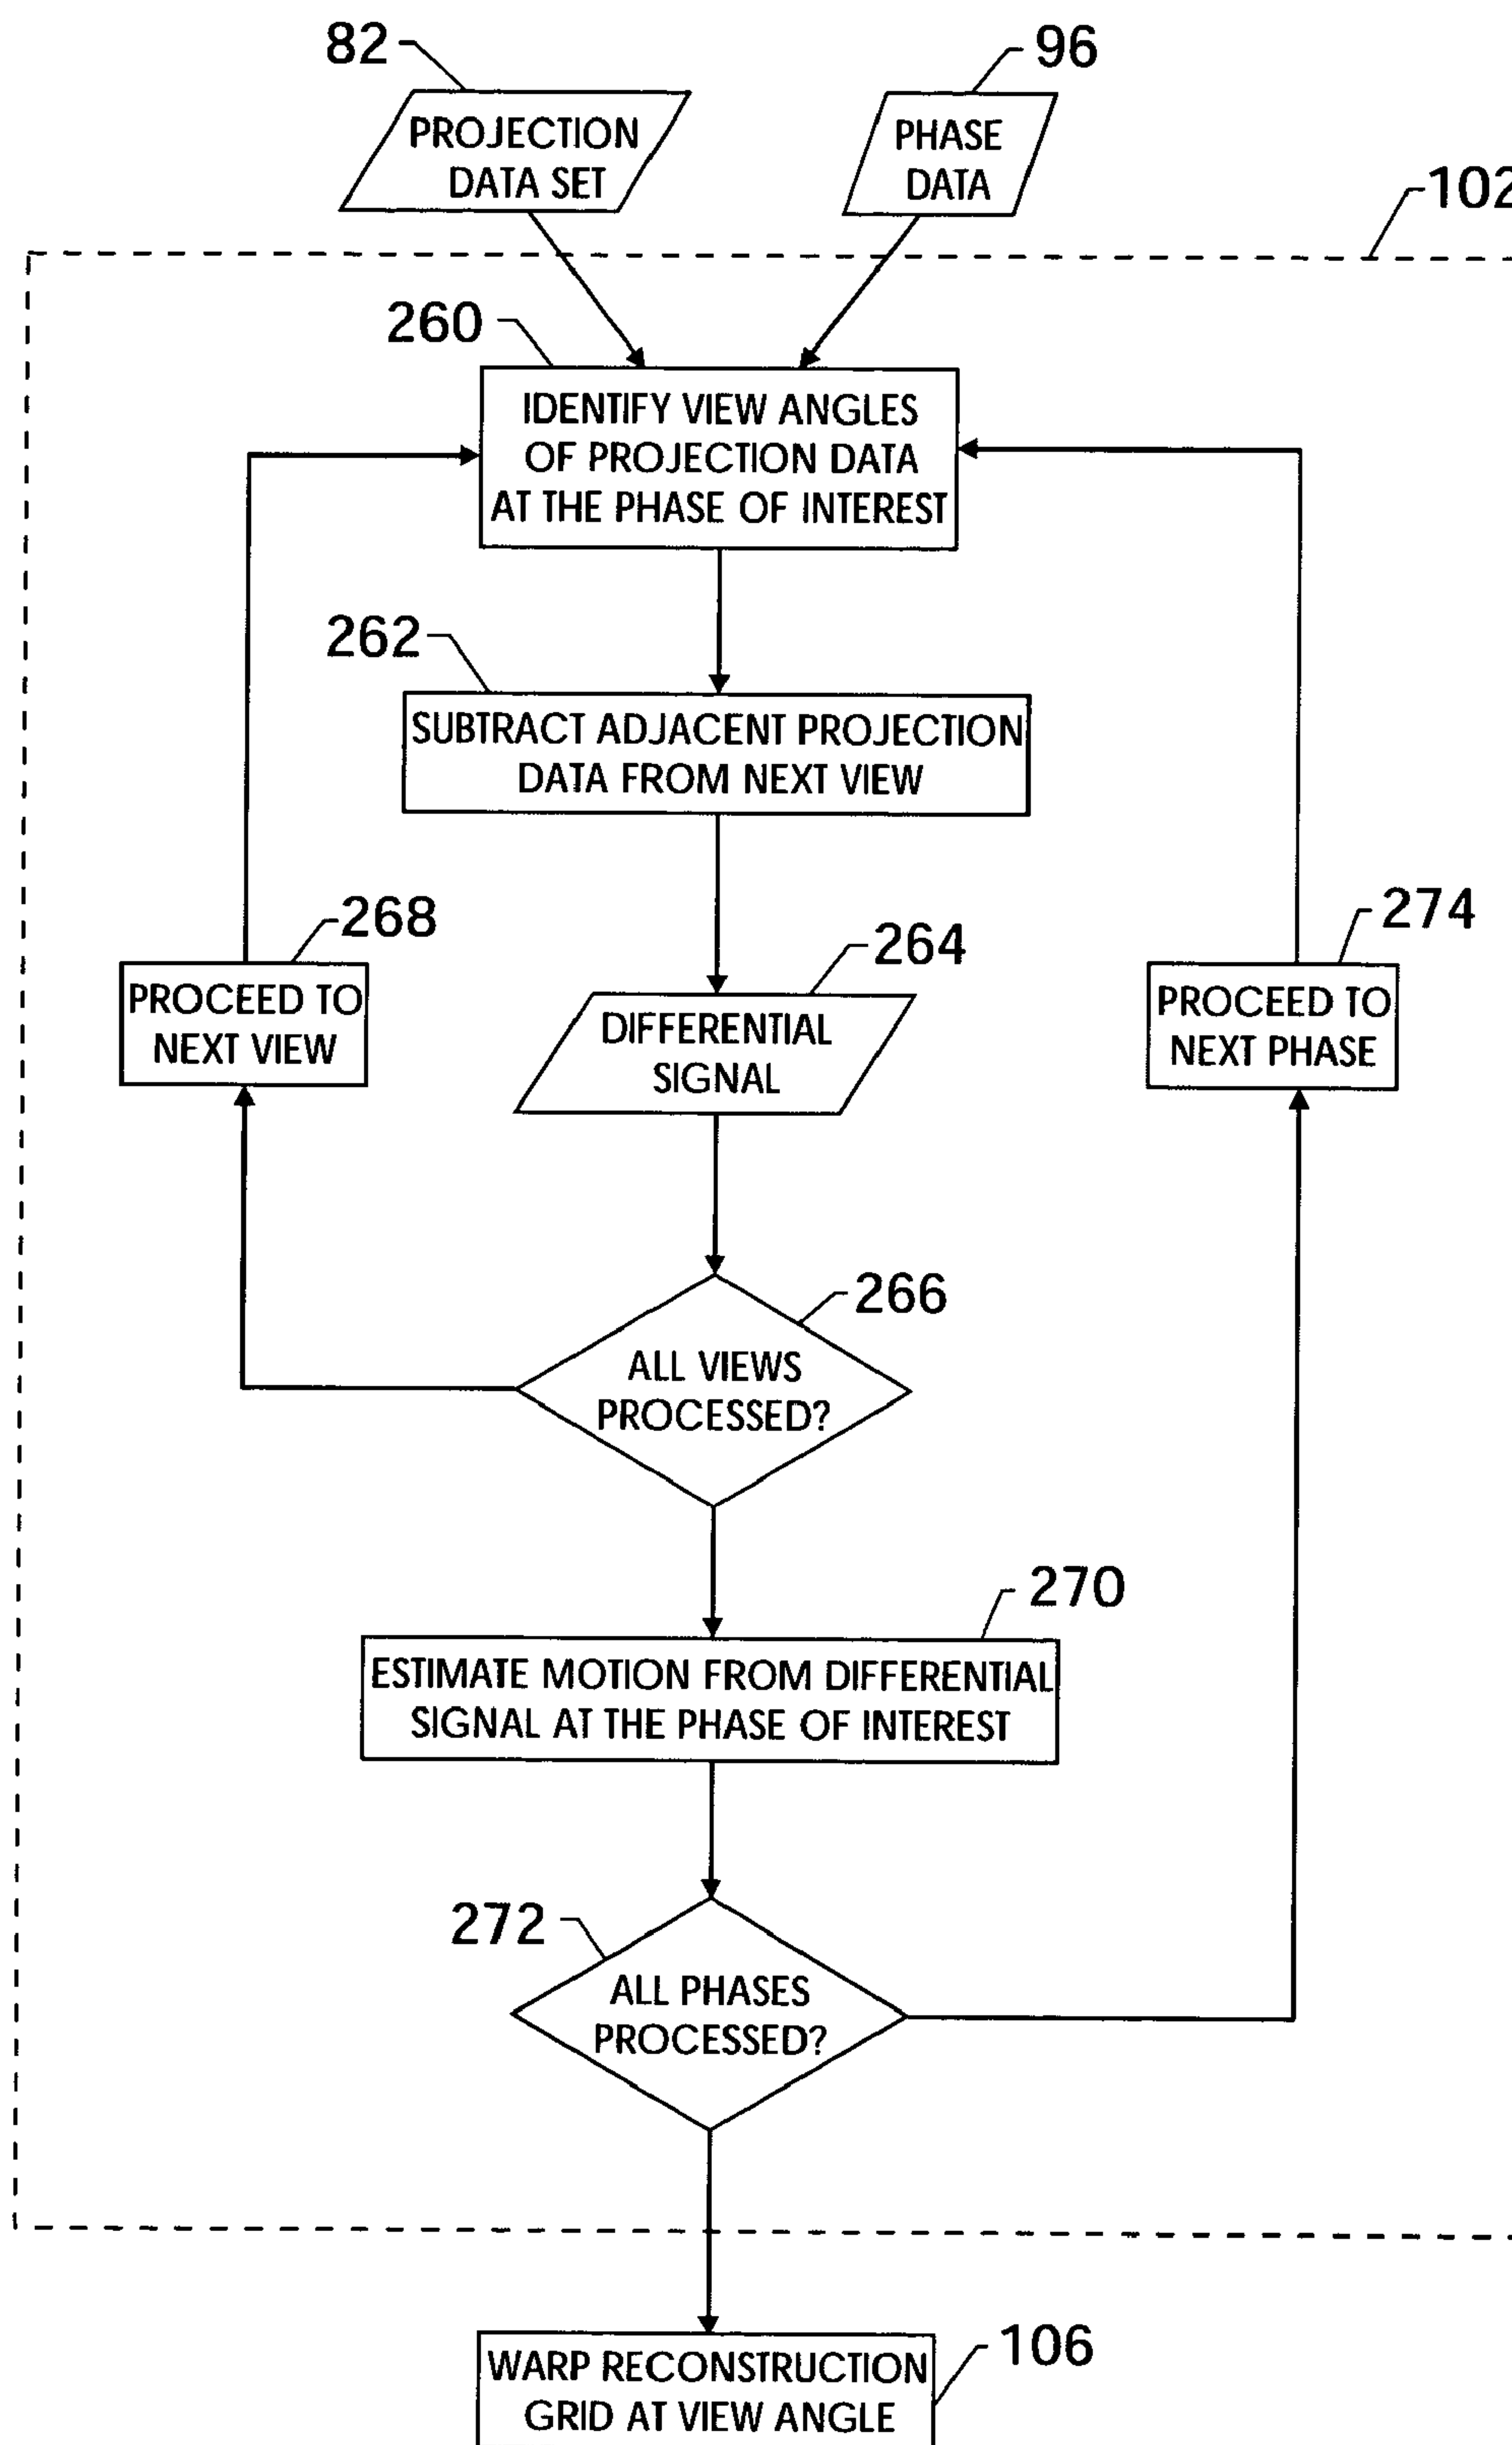 82
PROJECTION
DATA SET
96
PHASE
DATA
102
260
IDENTIFY VIEW ANGLES
OF PROJECTION DATA
AT THE PHASE OF INTEREST
262
SUBTRACT ADJACENT PROJECTION
DATA FROM NEXT VIEW
268
PROCEED TO
NEXT VIEW
264
DIFFERENTIAL
SIGNAL
274
PROCEED TO
NEXT PHASE
266
ALL VIEWS
PROCESSED?
270
ESTIMATE MOTION FROM DIFFERENTIAL
SIGNAL AT THE PHASE OF INTEREST
272
ALL PHASES
PROCESSED?
106
WARP RECONSTRUCTION
GRID AT VIEW ANGLE